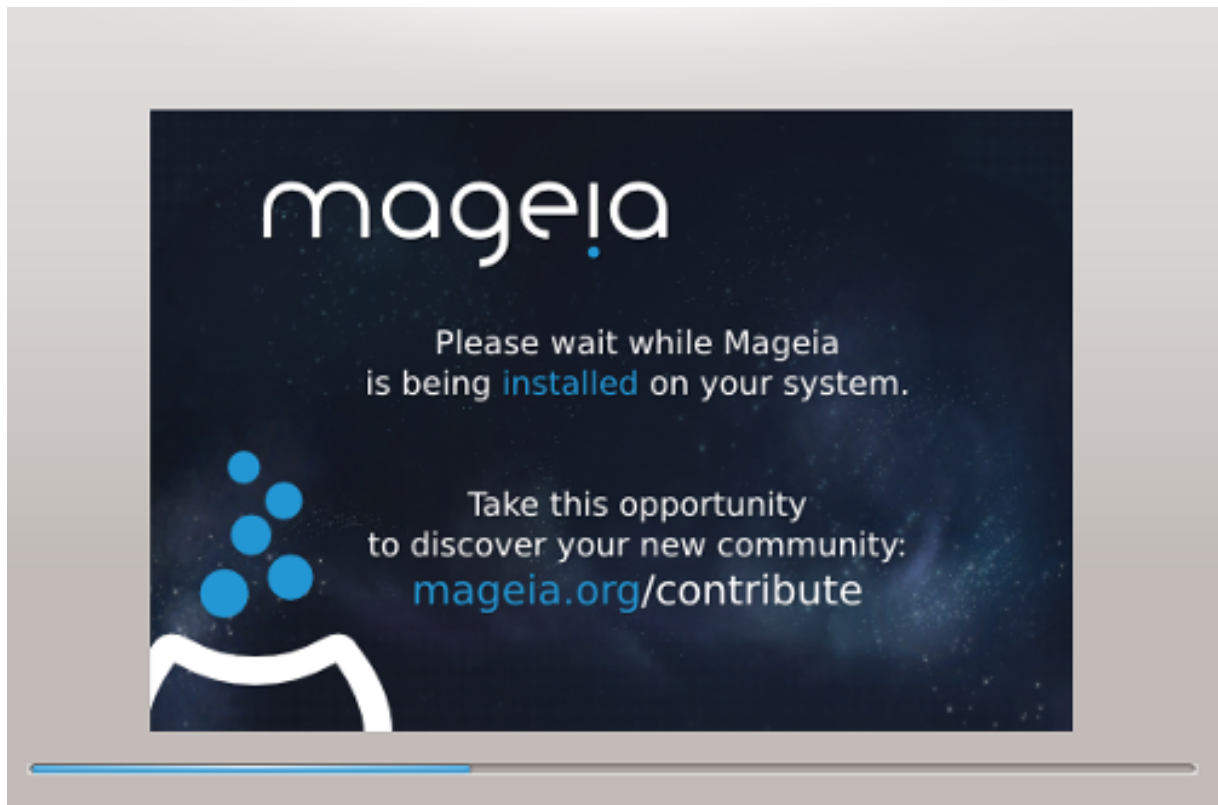 mageia
Please wait while Mageia
is being installed on your system.
Take this opportunity
to discover your new community:
mageia.org/contribute